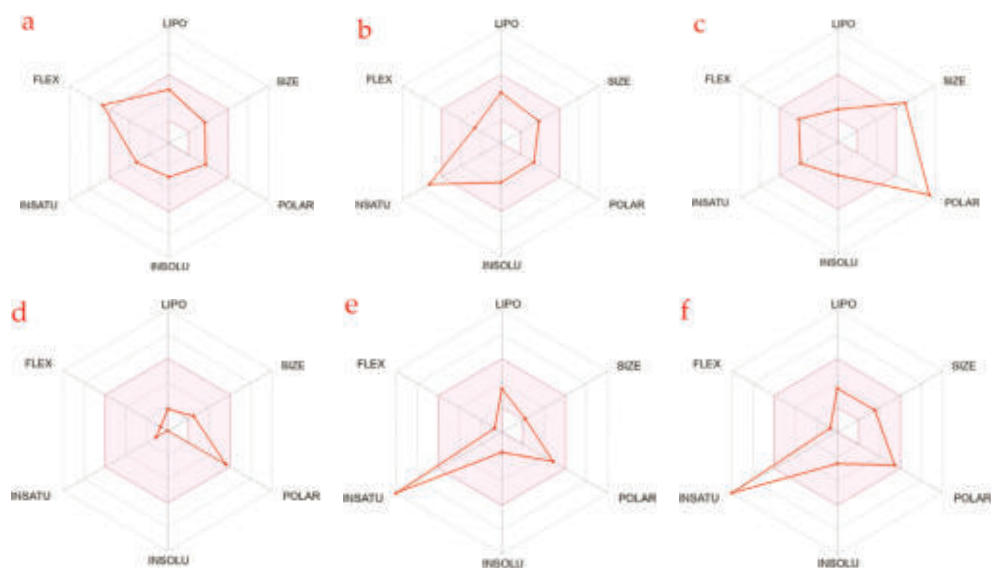 a
LIPO
FLEX
SIZE
INSATU
POLAR
INSOLU
b
LIPO
FLEX
SIZE
INSATU
POLAR
INSOLU
c
LIPO
FLEX
SIZE
INSATU
POLAR
INSOLU
d
LIPO
FLEX
SIZE
INSATU
POLAR
INSOLU
e
LIPO
FLEX
SIZE
INSATU
POLAR
INSOLU
f
LIPO
FLEX
SIZE
INSATU
POLAR
INSOLU